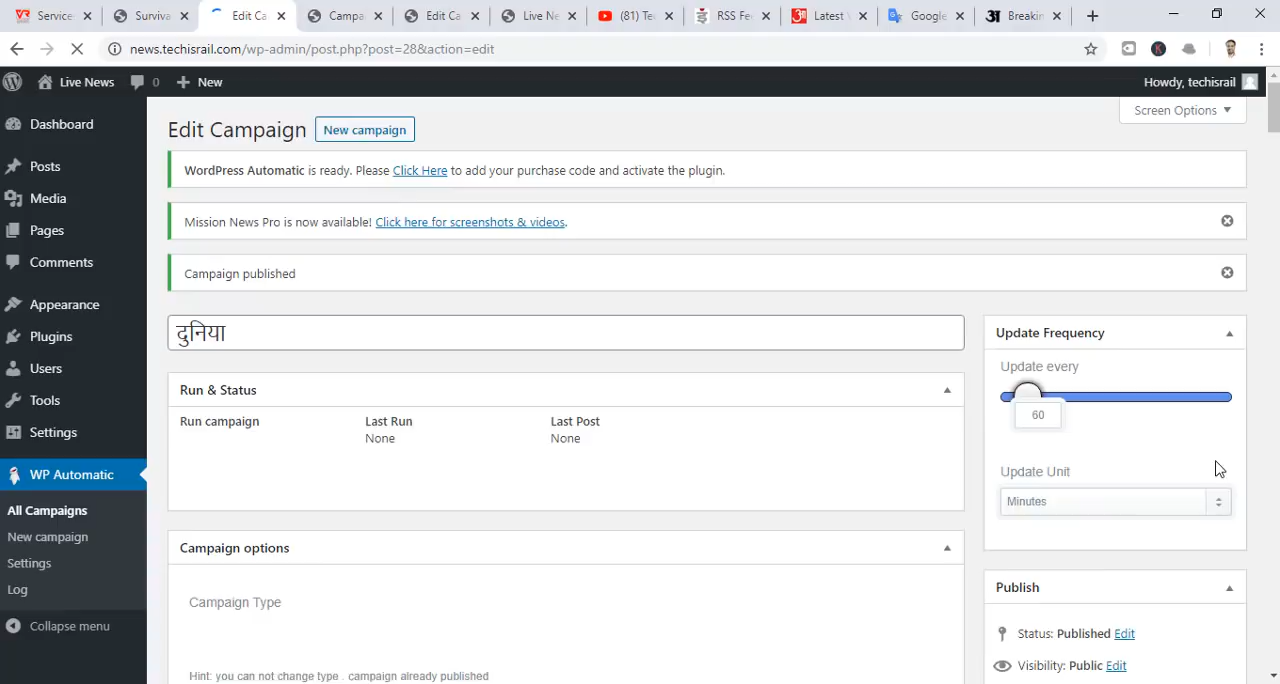 Service
Surviva
Edit Ca
Campa
Edit Ca
Live Ne
(81) Te
RSS Fe
Latest V
Google
Breakin
news.techisrail.com/wp-admin/post.php?post=28&action=edit
Live News 0 New
Howdy, techisrail
Screen Options
Dashboard
Posts
Media
Pages
Comments
Appearance
Plugins
Users
Tools
Settings
WP Automatic
All Campaigns
New campaign
Settings
Log
Collapse menu
Edit Campaign New campaign
WordPress Automatic is ready. Please Click Here to add your purchase code and activate the plugin.
Mission News Pro is now available! Click here for screenshots & videos.
Campaign published
दुनिया
Run & Status
Run campaign Last Run Last Post
None None
Campaign options
Campaign Type
Hint: you can not change type . campaign already published
Update Frequency
Update every
60
Update Unit
Minutes
Publish
Status: Published Edit
Visibility: Public Edit